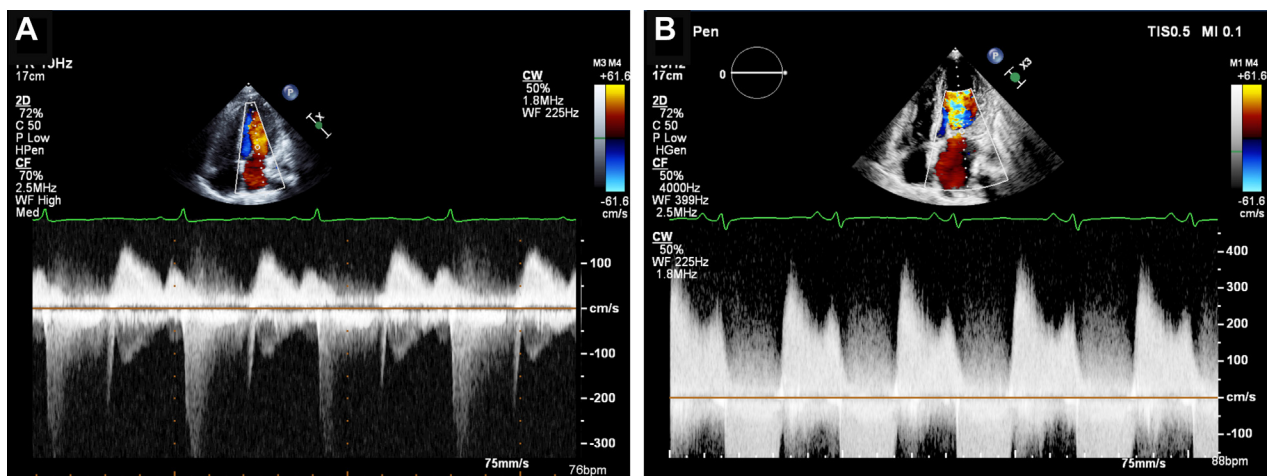 A
17cm
2D
72%
C 50
P Low
HPen
CF
70%
2.5MHz
WF High
Med
P
X
CW
50%
1.8MHz
WF 225Hz
M3 M4
+61.6
-61.6
cm/s
100
cm/s
-100
-200
-300
75mm/s
76bpm
B
Pen
TIS0.5 MI 0.1
17cm
2D
72%
C 50
P Low
HGen
CF
50%
4000Hz
WF 399Hz
2.5MHz
CW
50%
WF 225Hz
1.8MHz
0
P
X3
M1 M4
+61.6
-61.6
cm/s
400
300
200
100
cm/s
-100
75mm/s
88bpm